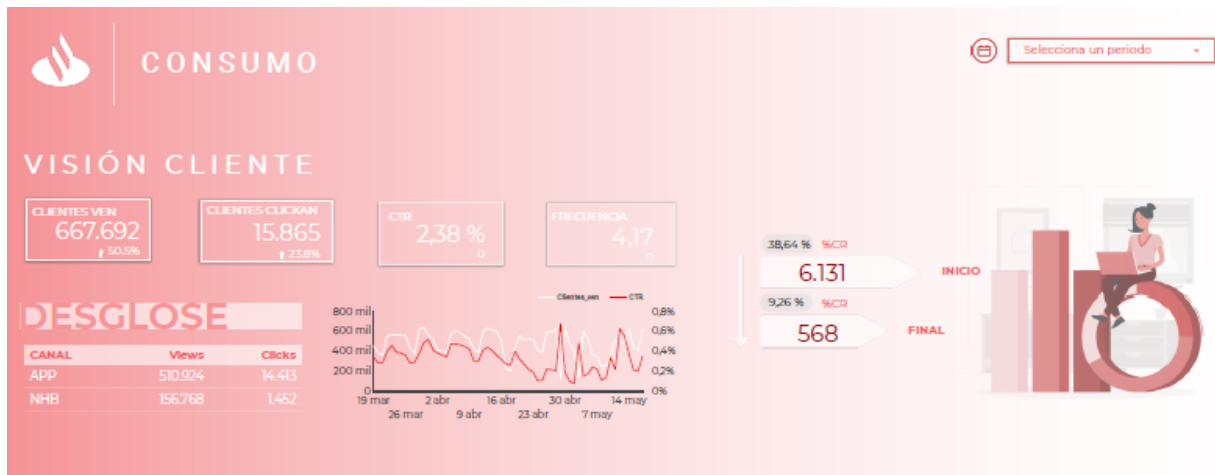 CONSUMO
Selecciona un periodo
VISIÓN CLIENTE
CLIENTES VEN
667.692
50.5%
CLIENTES CLICKAN
15.865
23.8%
CTR
2,38 %
0
FRECUENCIA
4,17
0
38,64 % %CR
6.131
INICIO
9,26 % %CR
568
FINAL
DESGLOSE
CANAL Views Clicks
APP 510.924 14.413
NHB 156.768 1.452
Clientes_ven CTR
800 mil 0,8%
600 mil 0,6%
400 mil 0,4%
200 mil 0,2%
0 0%
19 mar 2 abr 16 abr 30 abr 14 may
26 mar 9 abr 23 abr 7 may